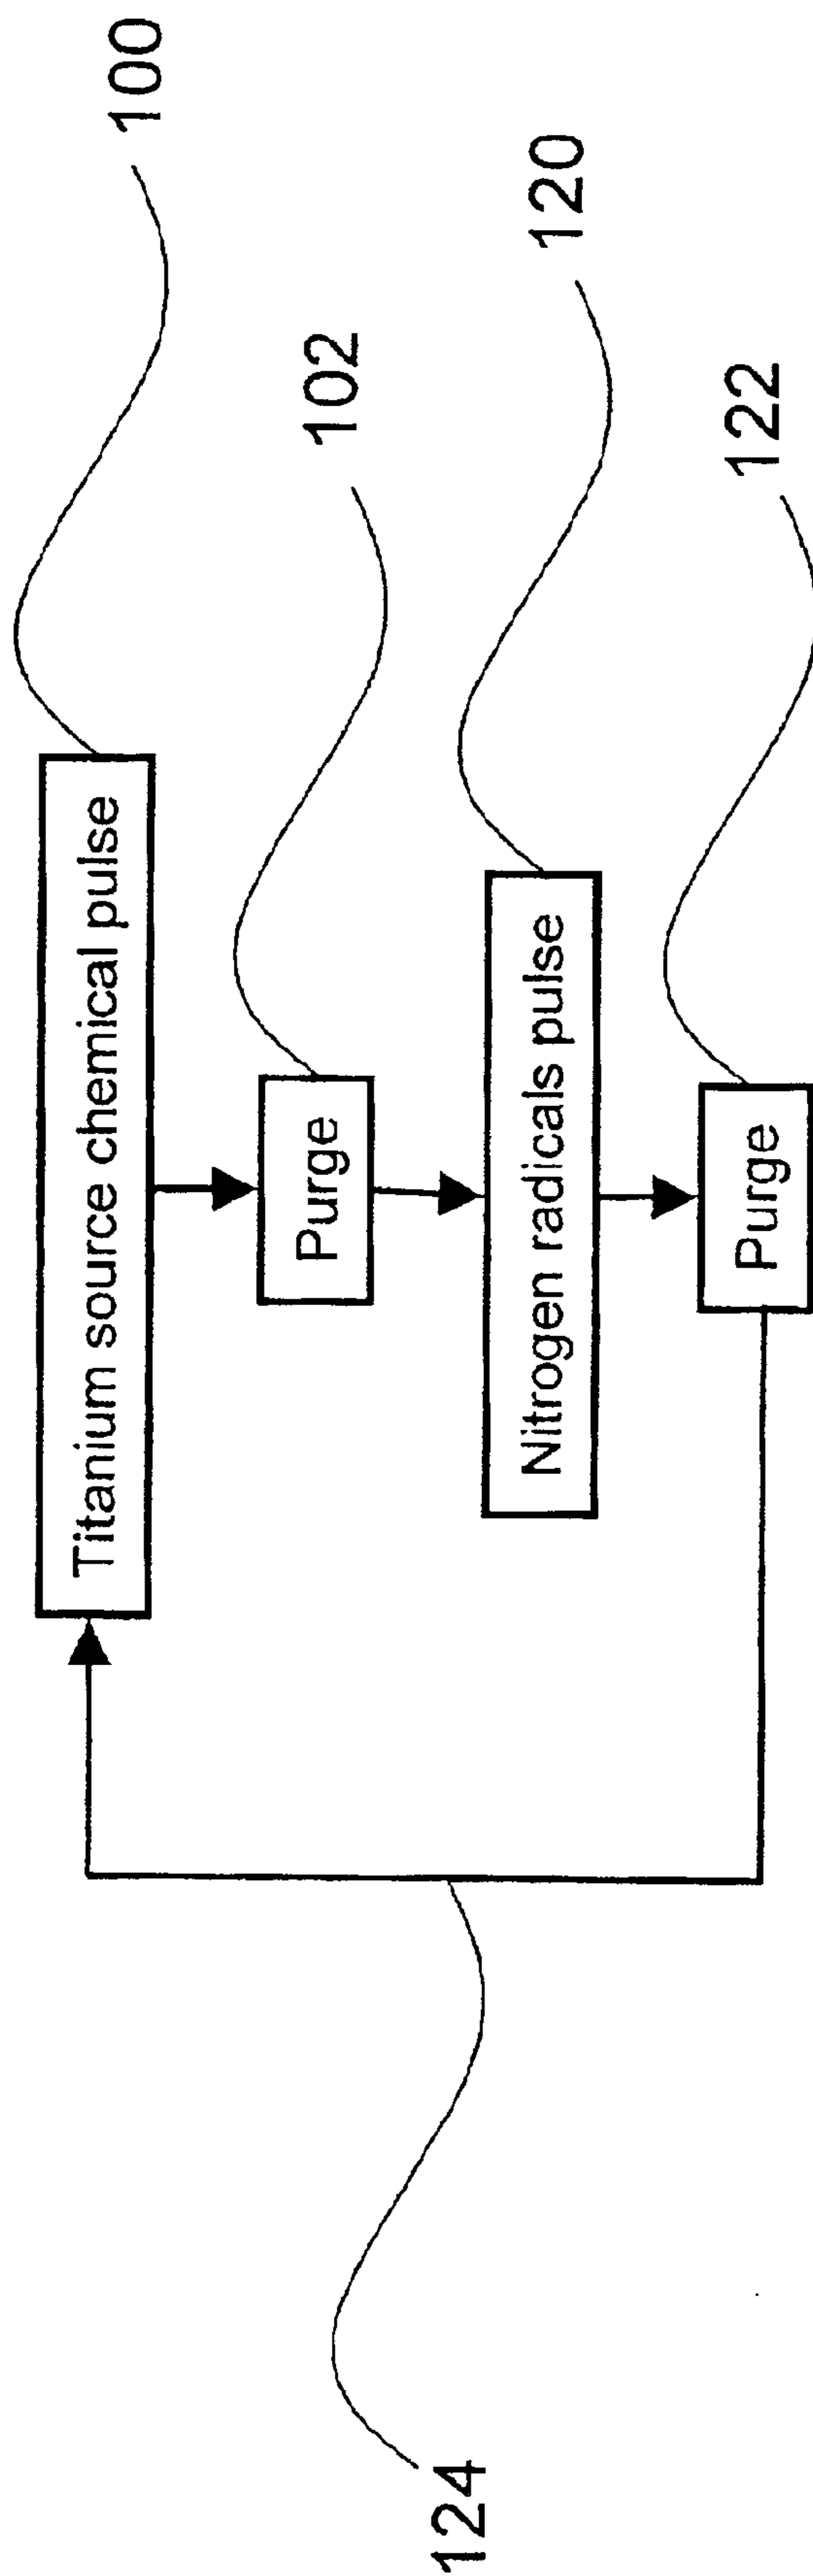 Titanium source chemical pulse
100
Purge
102
Nitrogen radicals pulse
120
Purge
122
124